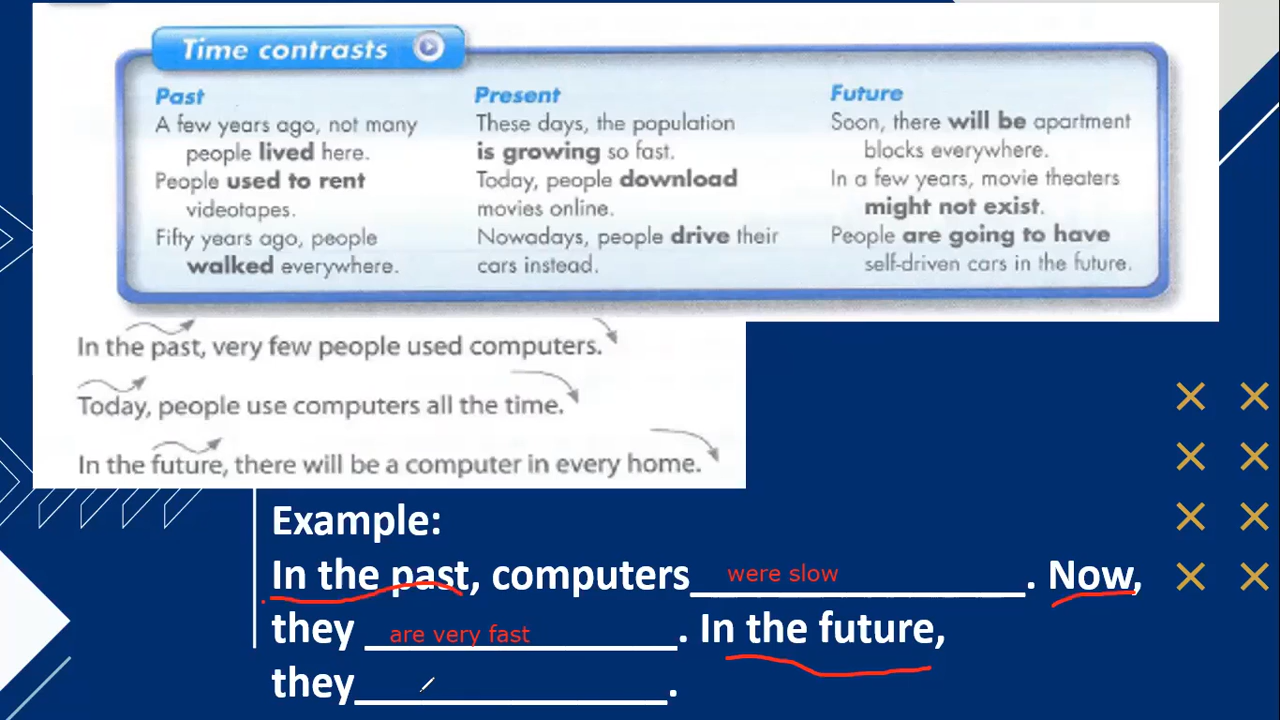 Time contrasts
Past
A few years ago, not many
people lived here.
People used to rent
videotapes.
Fifty years ago, people
walked everywhere.
Present
These days, the population
is growing so fast.
Today, people download
movies online.
Nowadays, people drive their
cars instead.
Future
Soon, there will be apartment
blocks everywhere.
In a few years, movie theaters
might not exist.
People are going to have
self-driven cars in the future.
In the past, very few people used computers.
Today, people use computers all the time.
In the future, there will be a computer in every home.
Example:
In the past, computers were slow. Now,
they are very fast. In the future,
they.